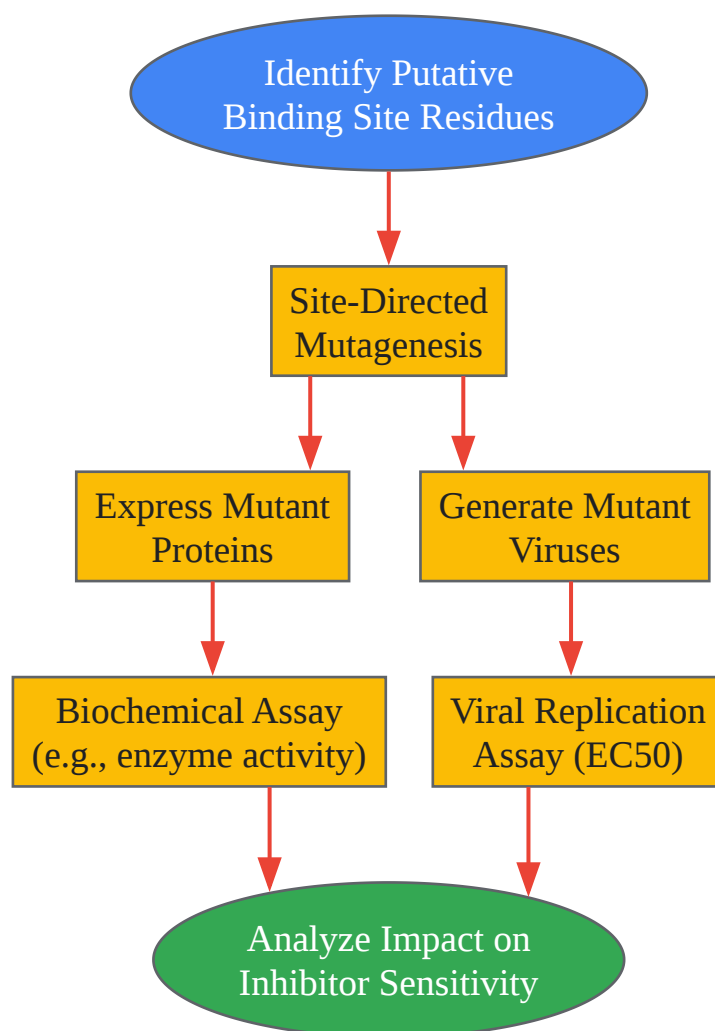 Identify Putative
Binding Site Residues
Site-Directed
Mutagenesis
Express Mutant
Proteins
Generate Mutant
Viruses
Biochemical Assay
(e.g., enzyme activity)
Viral Replication
Assay (EC50)
Analyze Impact on
Inhibitor Sensitivity